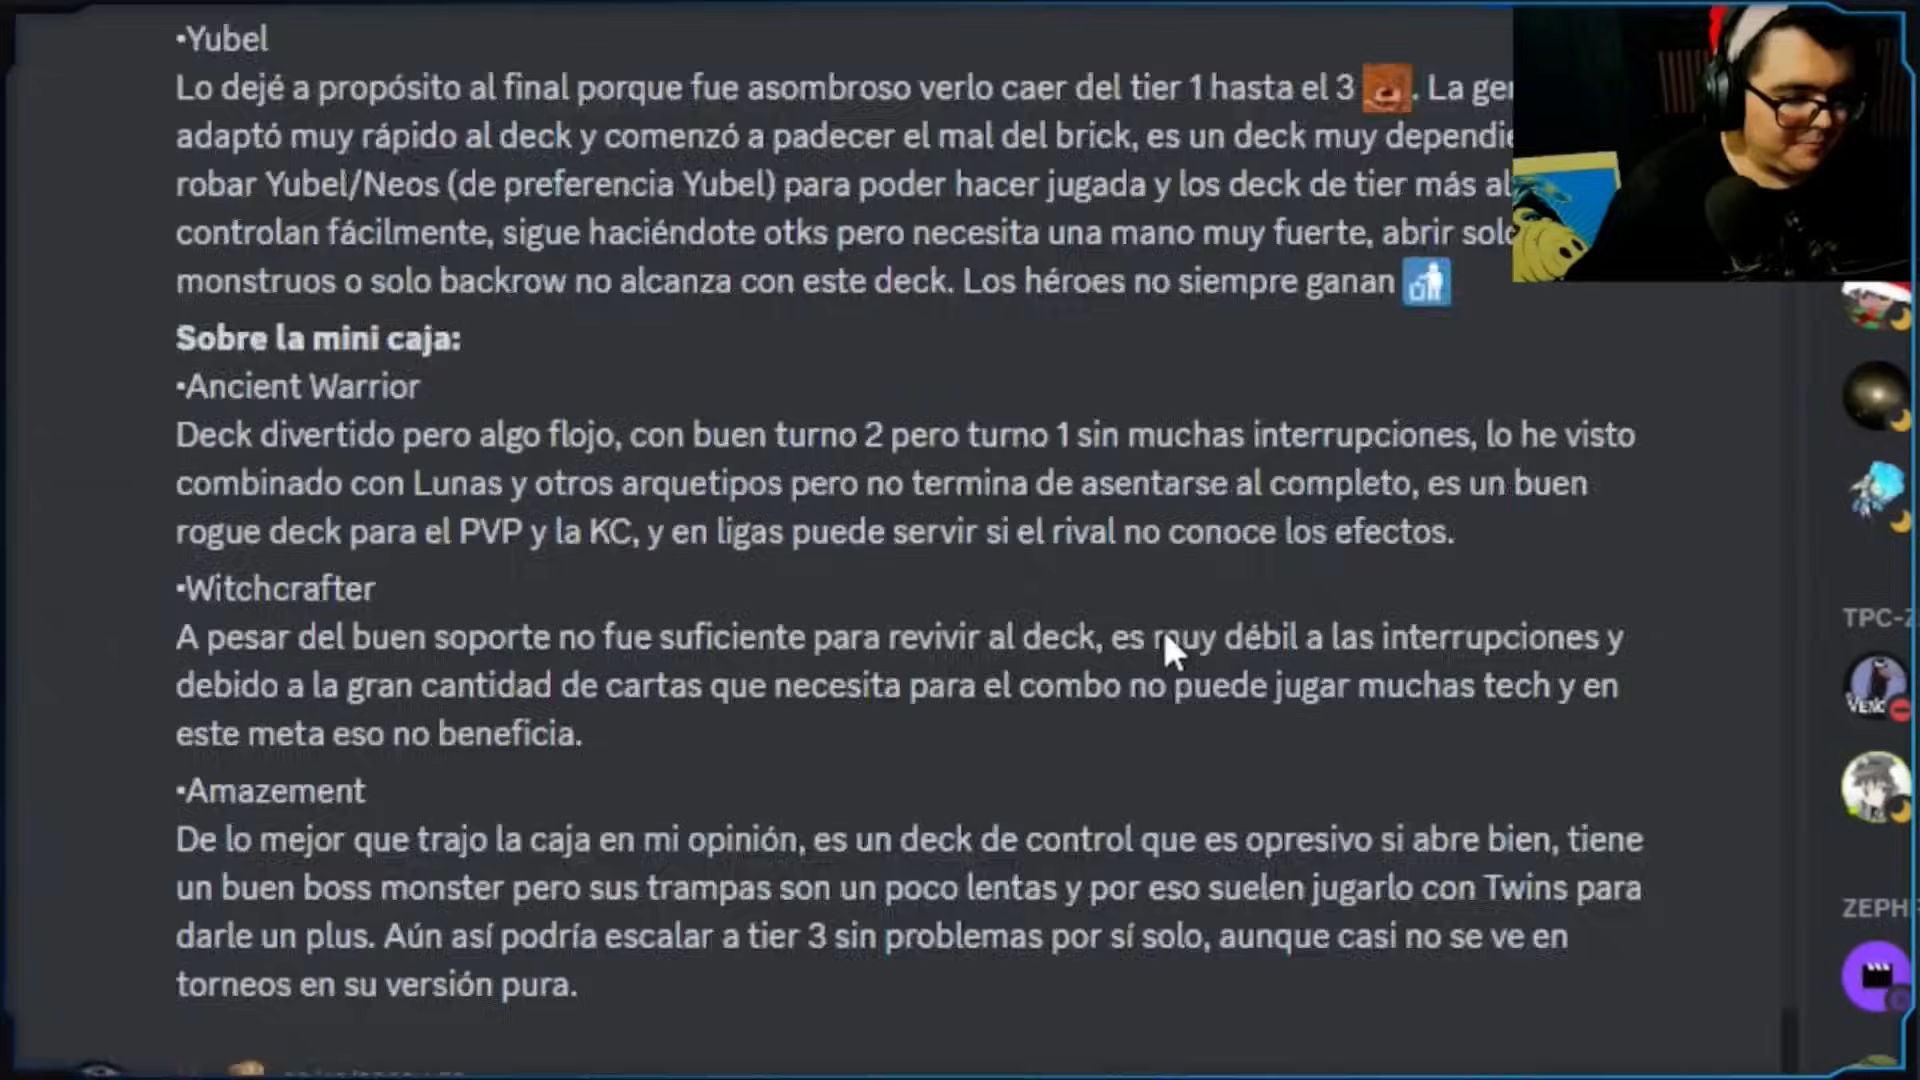 •Yubel
Lo dejé a propósito al final porque fue asombroso verlo caer del tier 1 hasta el 3 . La
adaptó muy rápido al deck y comenzó a padecer el mal del brick, es un deck muy
robar Yubel/Neos (de preferencia Yubel) para poder hacer jugada y los deck de tier más
controlan fácilmente, sigue haciéndote otks pero necesita una mano muy fuerte, abrir
monstruos o solo backrow no alcanza con este deck. Los héroes no siempre ganan
Sobre la mini caja:
•Ancient Warrior
Deck divertido pero algo flojo, con buen turno 2 pero turno 1 sin muchas interrupciones, lo he visto
combinado con Lunas y otros arquetipos pero no termina de asentarse al completo, es un buen
rogue deck para el PVP y la KC, y en ligas puede servir si el rival no conoce los efectos.
•Witchcrafter
A pesar del buen soporte no fue suficiente para revivir al deck, es muy débil a las interrupciones y
debido a la gran cantidad de cartas que necesita para el combo no puede jugar muchas tech y en
este meta eso no beneficia.
•Amazement
De lo mejor que trajo la caja en mi opinión, es un deck de control que es opresivo si abre bien, tiene
un buen boss monster pero sus trampas son un poco lentas y por eso suelen jugarlo con Twins para
darle un plus. Aún así podría escalar a tier 3 sin problemas por sí solo, aunque casi no se ve en
torneos en su versión pura.
TPC-Z
ZEPH